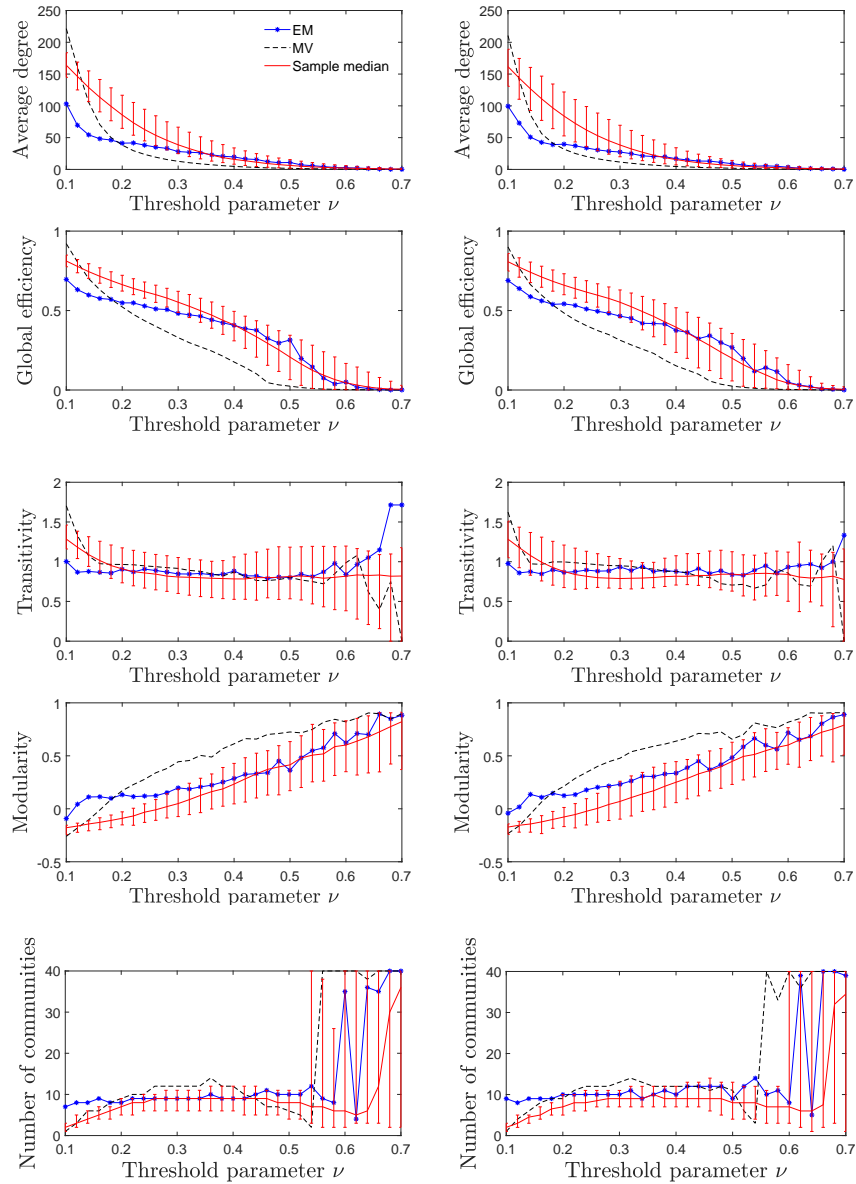 250
200
150
100
50
0
Average degree
EM
MV
Sample median
0.1 0.2 0.3 0.4 0.5 0.6 0.7
Threshold parameter ν
250
200
150
100
50
0
Average degree
0.1 0.2 0.3 0.4 0.5 0.6 0.7
Threshold parameter ν
1
0.5
0
Global efficiency
0.1 0.2 0.3 0.4 0.5 0.6 0.7
Threshold parameter ν
1
0.5
0
Global efficiency
0.1 0.2 0.3 0.4 0.5 0.6 0.7
Threshold parameter ν
2
1.5
1
0.5
0
Transitivity
0.1 0.2 0.3 0.4 0.5 0.6 0.7
Threshold parameter ν
2
1.5
1
0.5
0
Transitivity
0.1 0.2 0.3 0.4 0.5 0.6 0.7
Threshold parameter ν
1
0.5
0
-0.5
Modularity
0.1 0.2 0.3 0.4 0.5 0.6 0.7
Threshold parameter ν
1
0.5
0
-0.5
Modularity
0.1 0.2 0.3 0.4 0.5 0.6 0.7
Threshold parameter ν
40
30
20
10
0
Number of communities
0.1 0.2 0.3 0.4 0.5 0.6 0.7
Threshold parameter ν
40
30
20
10
0
Number of communities
0.1 0.2 0.3 0.4 0.5 0.6 0.7
Threshold parameter ν